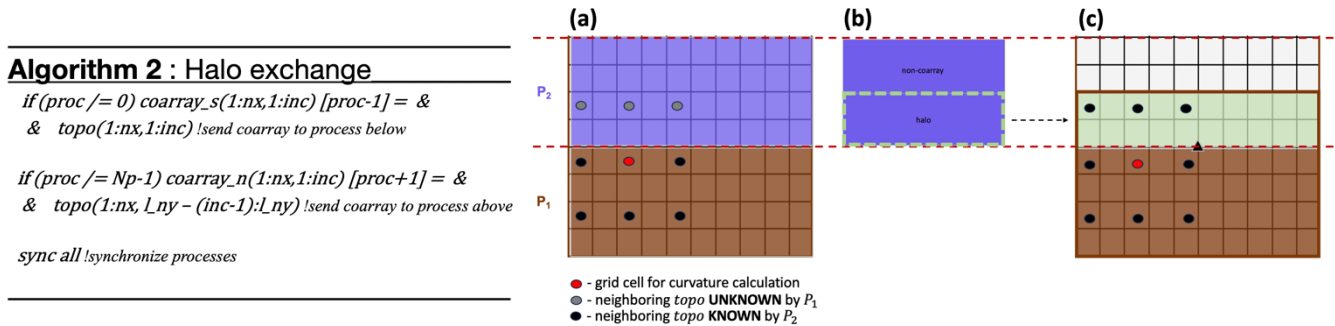 Algorithm 2 : Halo exchange
if (proc /= 0) coarray_s(1:nx,1:inc) [proc-1] = &
& topo(1:nx,1:inc) !send coarray to process below
if (proc /= Np-1) coarray_n(1:nx,1:inc) [proc+1] = &
& topo(1:nx, l_ny – (inc-1):l_ny) !send coarray to process above
sync all !synchronize processes
(a)
P2
P1
(b)
non-coarray
halo
(c)
- grid cell for curvature calculation
- neighboring topo UNKNOWN by P1
- neighboring topo KNOWN by P2